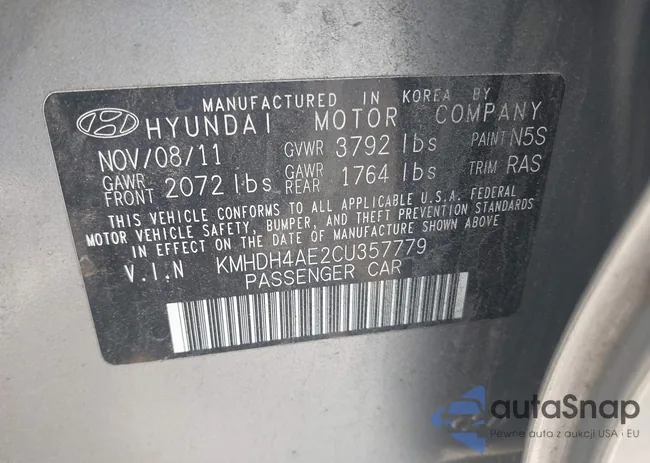 MANUFACTURED IN KOREA BY
HYUNDAI MOTOR COMPANY
NOV/08/11 GVWR 3792 lbs PAINT N5S
GAWR FRONT 2072 lbs GAWR REAR 1764 lbs TRIM RAS
THIS VEHICLE CONFORMS TO ALL APPLICABLE U.S.A. FEDERAL
MOTOR VEHICLE SAFETY, BUMPER, AND THEFT PREVENTION STANDARDS
IN EFFECT ON THE DATE OF MANUFACTURE SHOWN ABOVE.
V.I.N KMHDH4AE2CU357779
PASSENGER CAR
autaSnap
Pewne auta z aukcji USA i EU